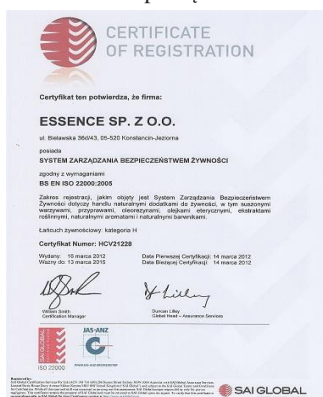 CERTIFICATE
OF REGISTRATION
Certyfikat ten potwierdza, że firma:
ESSENCE SP. Z O.O.
ul. Bielawska 36d/43, 05-520 Konstancin-Jeziorna
posiada
SYSTEM ZARZĄDZANIA BEZPIECZEŃSTWEM ŻYWNOŚCI
zgodny z wymaganiami
BS EN ISO 22000:2005
Zakres rejestracji, jakim objęty jest System Zarządzania Bezpieczeństwem
Żywności dotyczy handlu naturalnymi dodatkami do żywności, w tym suszonymi
warzywami, przyprawami, oleorezynami, olejkami eterycznymi, ekstraktami
roślinnymi, naturalnymi aromatami i naturalnymi barwnikami.
Łańcuch żywnościowy: kategoria H
Certyfikat Numer: HCV21228
Wydany: 16 marca 2012
Data Pierwszej Certyfikacji: 14 marca 2012
Ważny do: 13 marca 2015
Data Bieżącej Certyfikacji: 14 marca 2012
William Smith
Certification Manager
Duncan Lilley
Global Head – Assurance Services
SAI GLOBAL
ISO 22000
JAS-ANZ
SAI GLOBAL